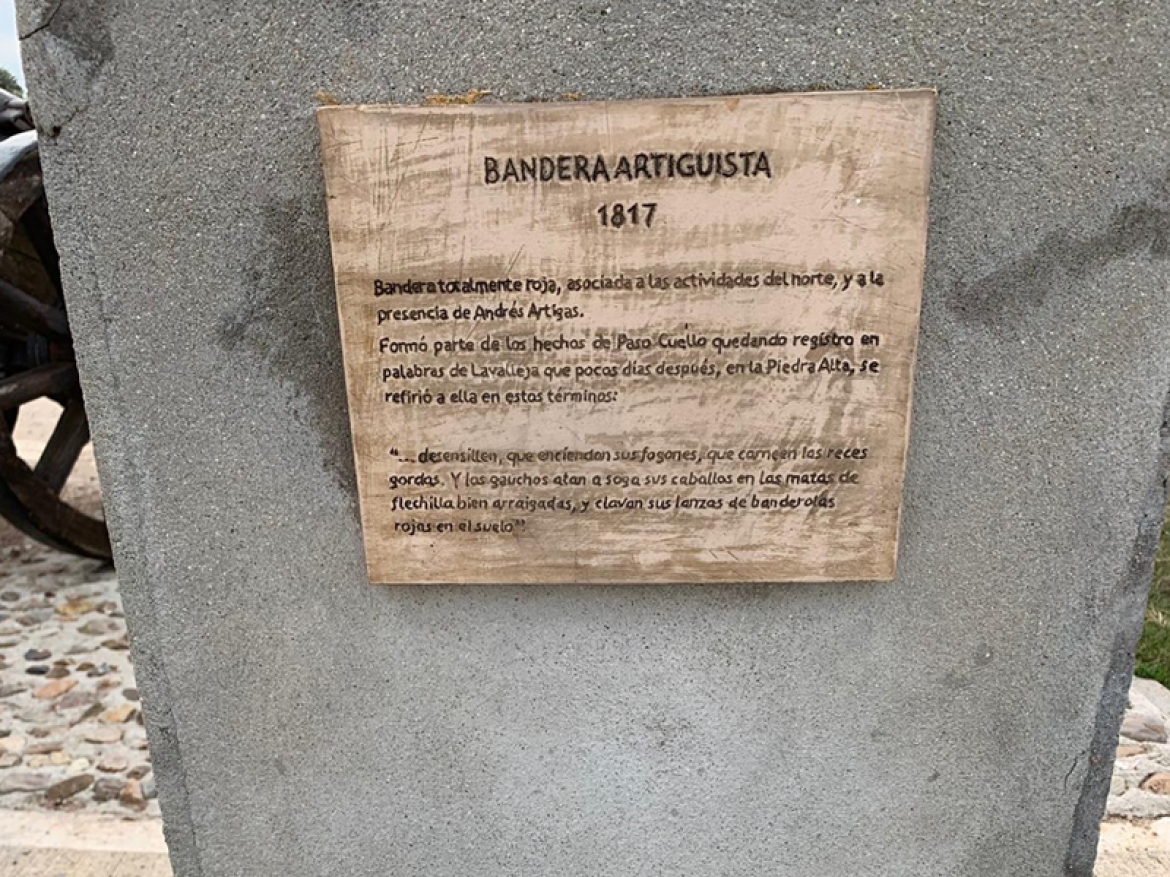 BANDERA ARTIGUISTA
1817
Bandera totalmente roja, asociada a las actividades del norte, y a la
presencia de Andrés Artigas.
Formó parte de los hechos de Paso Cuello quedando registro en
palabras de Lavalleja que pocos días después, en la Piedra Alta, se
refirió a ella en estos términos:
"... desensillen, que enciendan sus fogones, que carneen las reces
gordas. Y los gauchos atan a soga sus caballos en las matas de
flechilla bien arraigadas, y clavan sus lanzas de banderolas
rojas en el suelo"